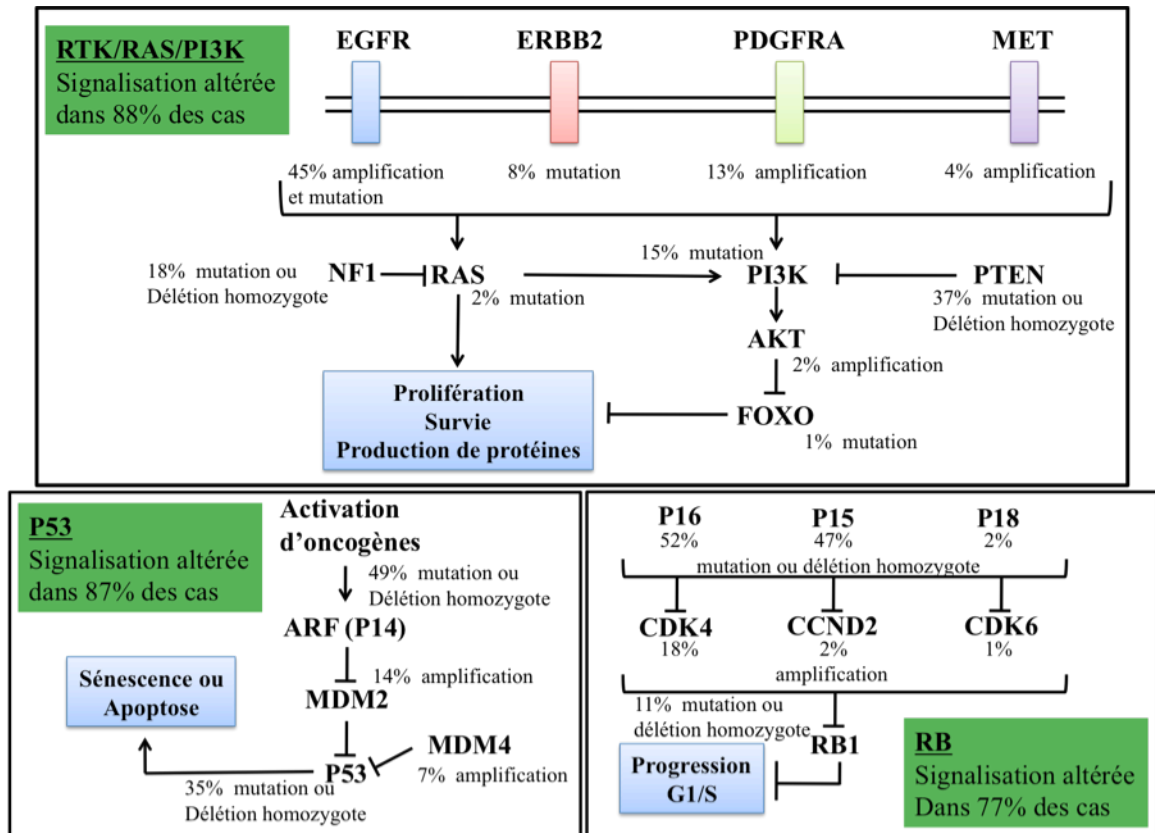 RTK/RAS/PI3K
Signalisation altérée
dans 88% des cas
EGFR
ERBB2
PDGFRA
MET
45% amplification
et mutation
8% mutation
13% amplification
4% amplification
18% mutation ou
Délétion homozygote
NF1
RAS
2% mutation
15% mutation
PI3K
PTEN
37% mutation ou
Délétion homozygote
AKT
2% amplification
FOXO
1% mutation
Prolifération
Survie
Production de protéines
P53
Signalisation altérée
dans 87% des cas
Activation
d’oncogènes
49% mutation ou
Délétion homozygote
ARF (P14)
14% amplification
MDM2
Sénescence ou
Apoptose
MDM4
7% amplification
P53
35% mutation ou
Délétion homozygote
P16
P15
P18
52%
47%
2%
mutation ou délétion homozygote
CDK4
CCND2
CDK6
18%
2%
1%
amplification
11% mutation ou
délétion homozygote
RB1
Progression
G1/S
RB
Signalisation altérée
Dans 77% des cas